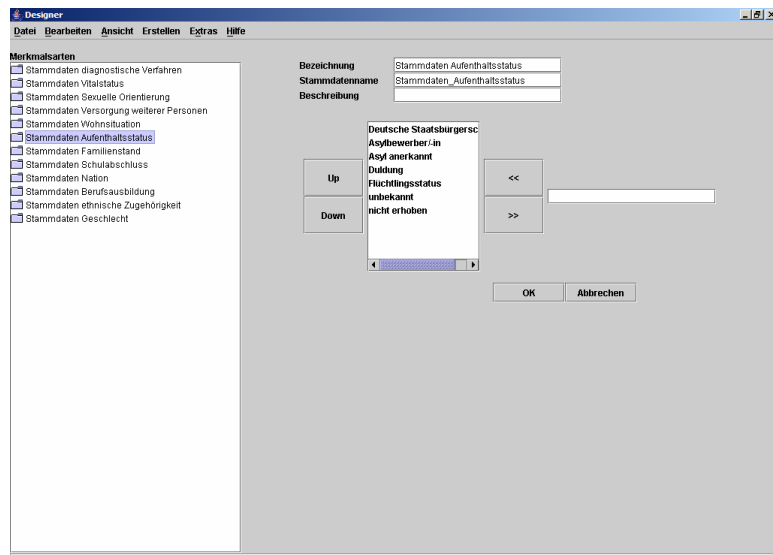 Designer
Datei Bearbeiten Ansicht Erstellen Extras Hilfe
Merkmalsarten
Stammdaten diagnostische Verfahren
Stammdaten Vitalstatus
Stammdaten Sexuelle Orientierung
Stammdaten Versorgung weiterer Personen
Stammdaten Wohnsituation
Stammdaten Aufenthaltsstatus
Stammdaten Familienstand
Stammdaten Schulabschluss
Stammdaten Nation
Stammdaten Berufsausbildung
Stammdaten ethnische Zugehörigkeit
Stammdaten Geschlecht
Bezeichnung Stammdaten Aufenthaltsstatus
Stammdatenname Stammdaten_Aufenthaltsstatus
Beschreibung
Up
Down
Deutsche Staatsbürgersc
Asylbewerber/-in
Asyl anerkannt
Duldung
Flüchtlingsstatus
unbekannt
nicht erhoben
<<
>>
OK Abbrechen